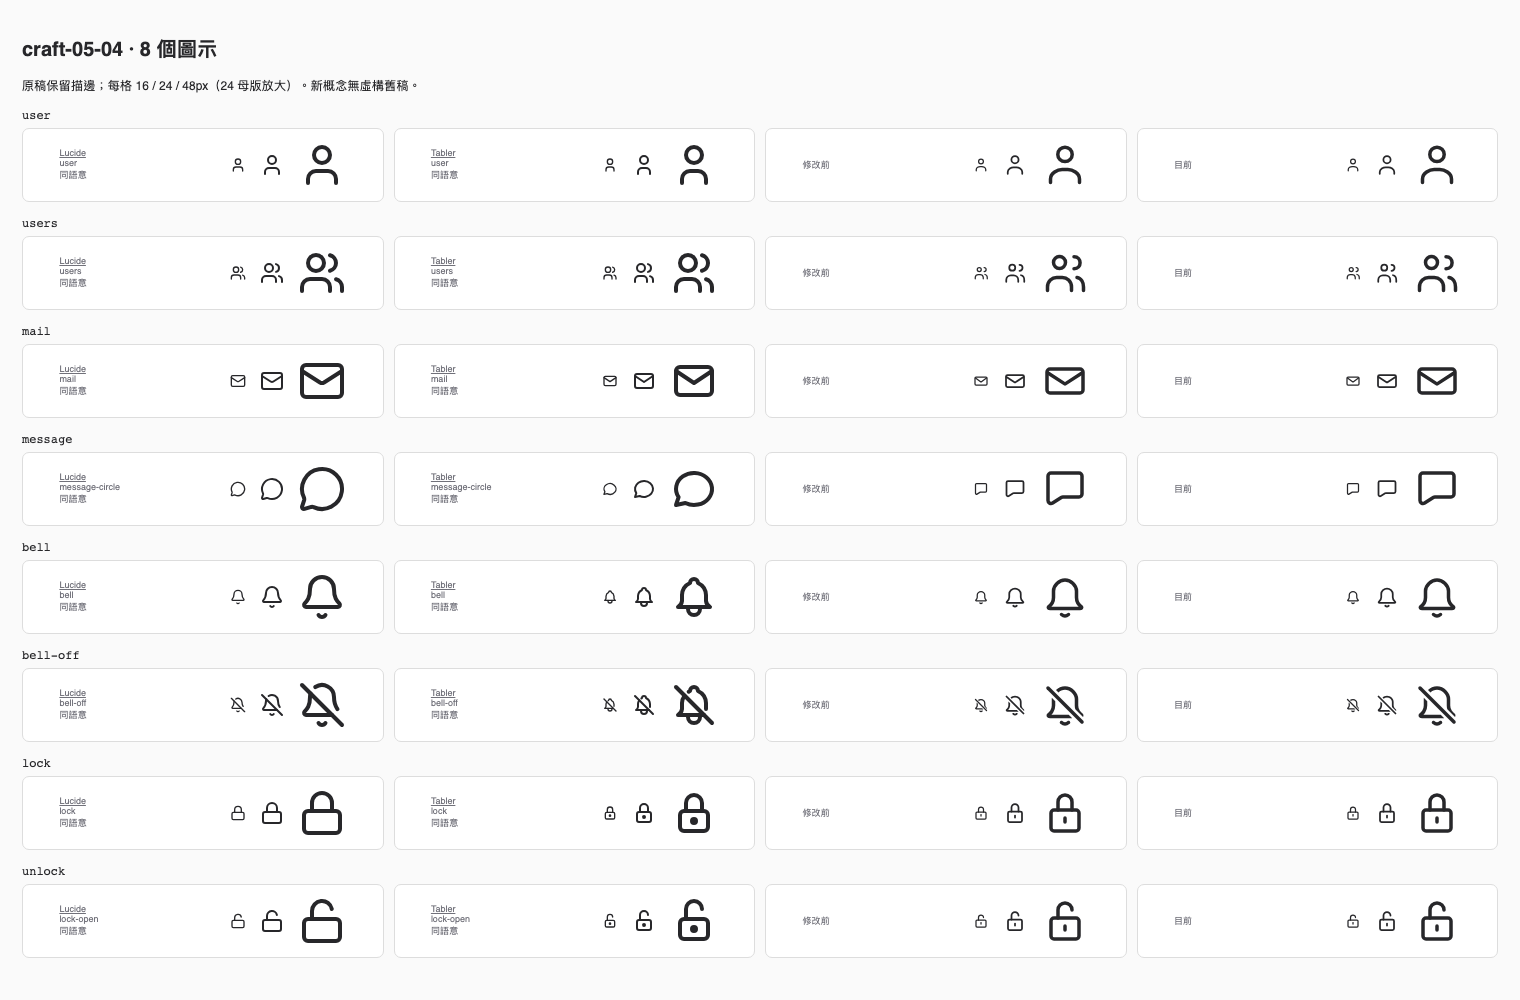 craft-05-04 · 8 個圖示
原稿保留描邊；每格 16 / 24 / 48px（24 母版放大）。新概念無虛構舊稿。
user
Lucide
user
同語意
Tabler
user
同語意
修改前
目前
users
Lucide
users
同語意
Tabler
users
同語意
修改前
目前
mail
Lucide
mail
同語意
Tabler
mail
同語意
修改前
目前
message
Lucide
message-circle
同語意
Tabler
message-circle
同語意
修改前
目前
bell
Lucide
bell
同語意
Tabler
bell
同語意
修改前
目前
bell-off
Lucide
bell-off
同語意
Tabler
bell-off
同語意
修改前
目前
lock
Lucide
lock
同語意
Tabler
lock
同語意
修改前
目前
unlock
Lucide
lock-open
同語意
Tabler
lock-open
同語意
修改前
目前